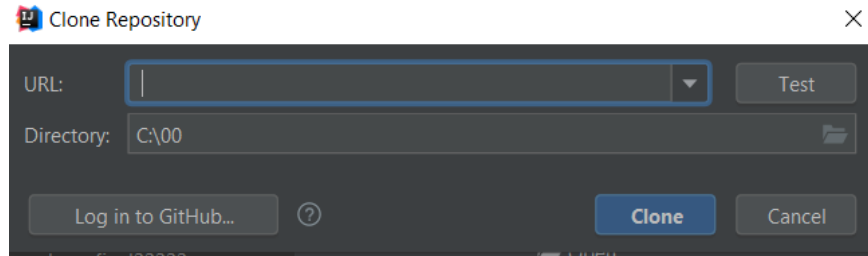 Clone Repository
URL:
Test
Directory: C:\00
Log in to GitHub... ?
Clone
Cancel